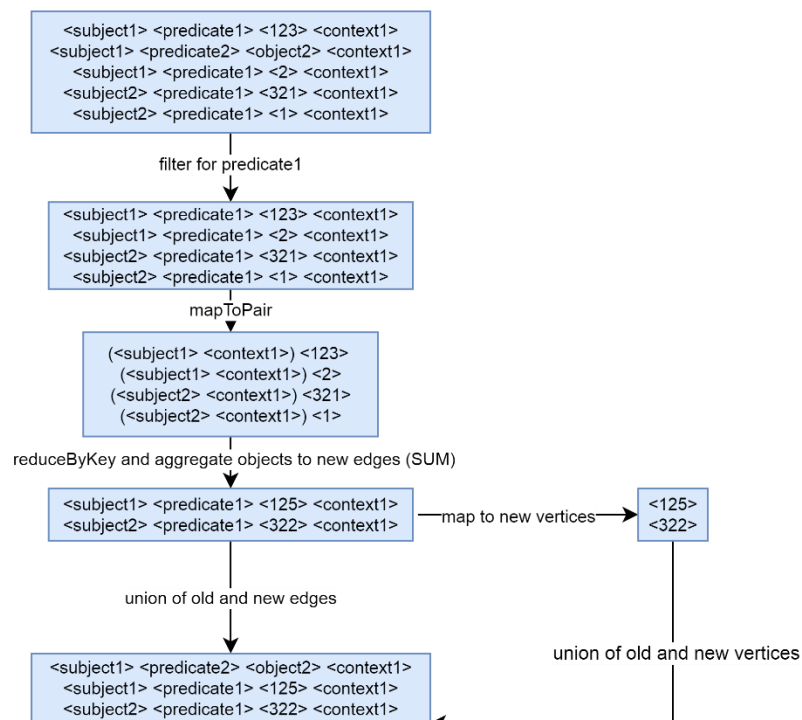 <subject1> <predicate1> <123> <context1>
<subject1> <predicate2> <object2> <context1>
<subject1> <predicate1> <2> <context1>
<subject2> <predicate1> <321> <context1>
<subject2> <predicate1> <1> <context1>
filter for predicate1
<subject1> <predicate1> <123> <context1>
<subject1> <predicate1> <2> <context1>
<subject2> <predicate1> <321> <context1>
<subject2> <predicate1> <1> <context1>
mapToPair
(<subject1> <context1>) <123>
(<subject1> <context1>) <2>
(<subject2> <context1>) <321>
(<subject2> <context1>) <1>
reduceByKey and aggregate objects to new edges (SUM)
<subject1> <predicate1> <125> <context1>
<subject2> <predicate1> <322> <context1>
map to new vertices
<125>
<322>
union of old and new edges
union of old and new vertices
<subject1> <predicate2> <object2> <context1>
<subject1> <predicate1> <125> <context1>
<subject2> <predicate1> <322> <context1>